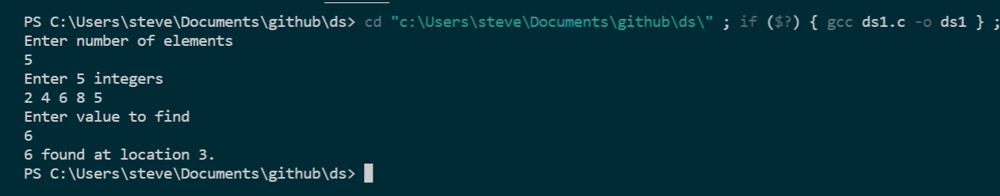 PS C:\Users\steve\Documents\github\ds> cd "c:\Users\steve\Documents\github\ds\" ; if ($?) { gcc ds1.c -o ds1 } ;
Enter number of elements
5
Enter 5 integers
2 4 6 8 5
Enter value to find
6
6 found at location 3.
PS C:\Users\steve\Documents\github\ds>